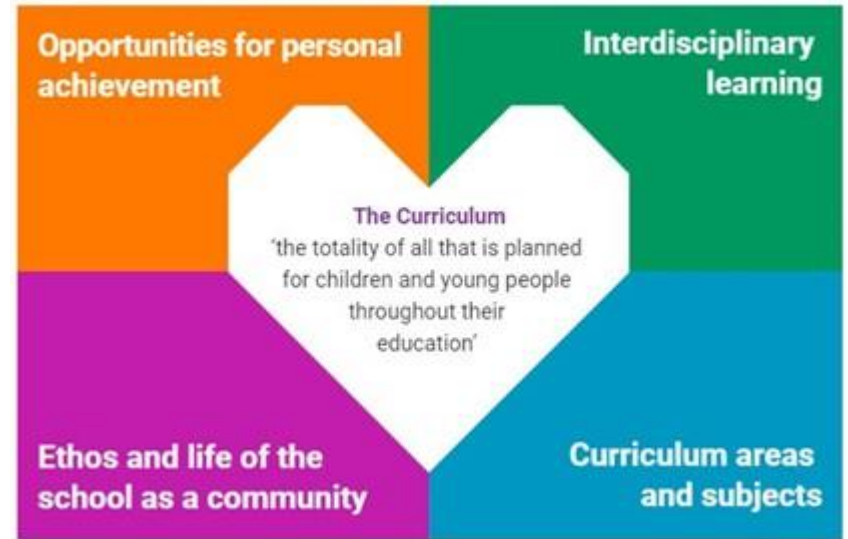 Opportunities for personal
achievement
Interdisciplinary
learning
The Curriculum
‘the totality of all that is planned
for children and young people
throughout their
education’
Ethos and life of the
school as a community
Curriculum areas
and subjects